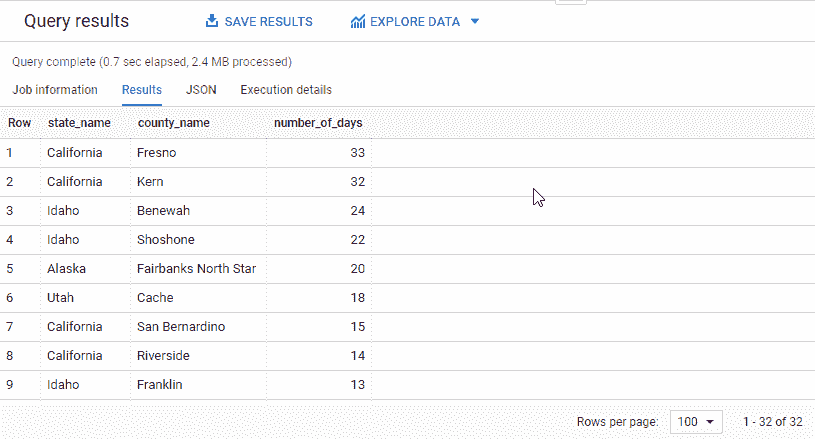 Query results SAVE RESULTS EXPLORE DATA
Query complete (0.7 sec elapsed, 2.4 MB processed)
Job information Results JSON Execution details
Row state_name county_name number_of_days
1 California Fresno 33
2 California Kern 32
3 Idaho Benewah 24
4 Idaho Shoshone 22
5 Alaska Fairbanks North Star 20
6 Utah Cache 18
7 California San Bernardino 15
8 California Riverside 14
9 Idaho Franklin 13
Rows per page: 100 1 - 32 of 32